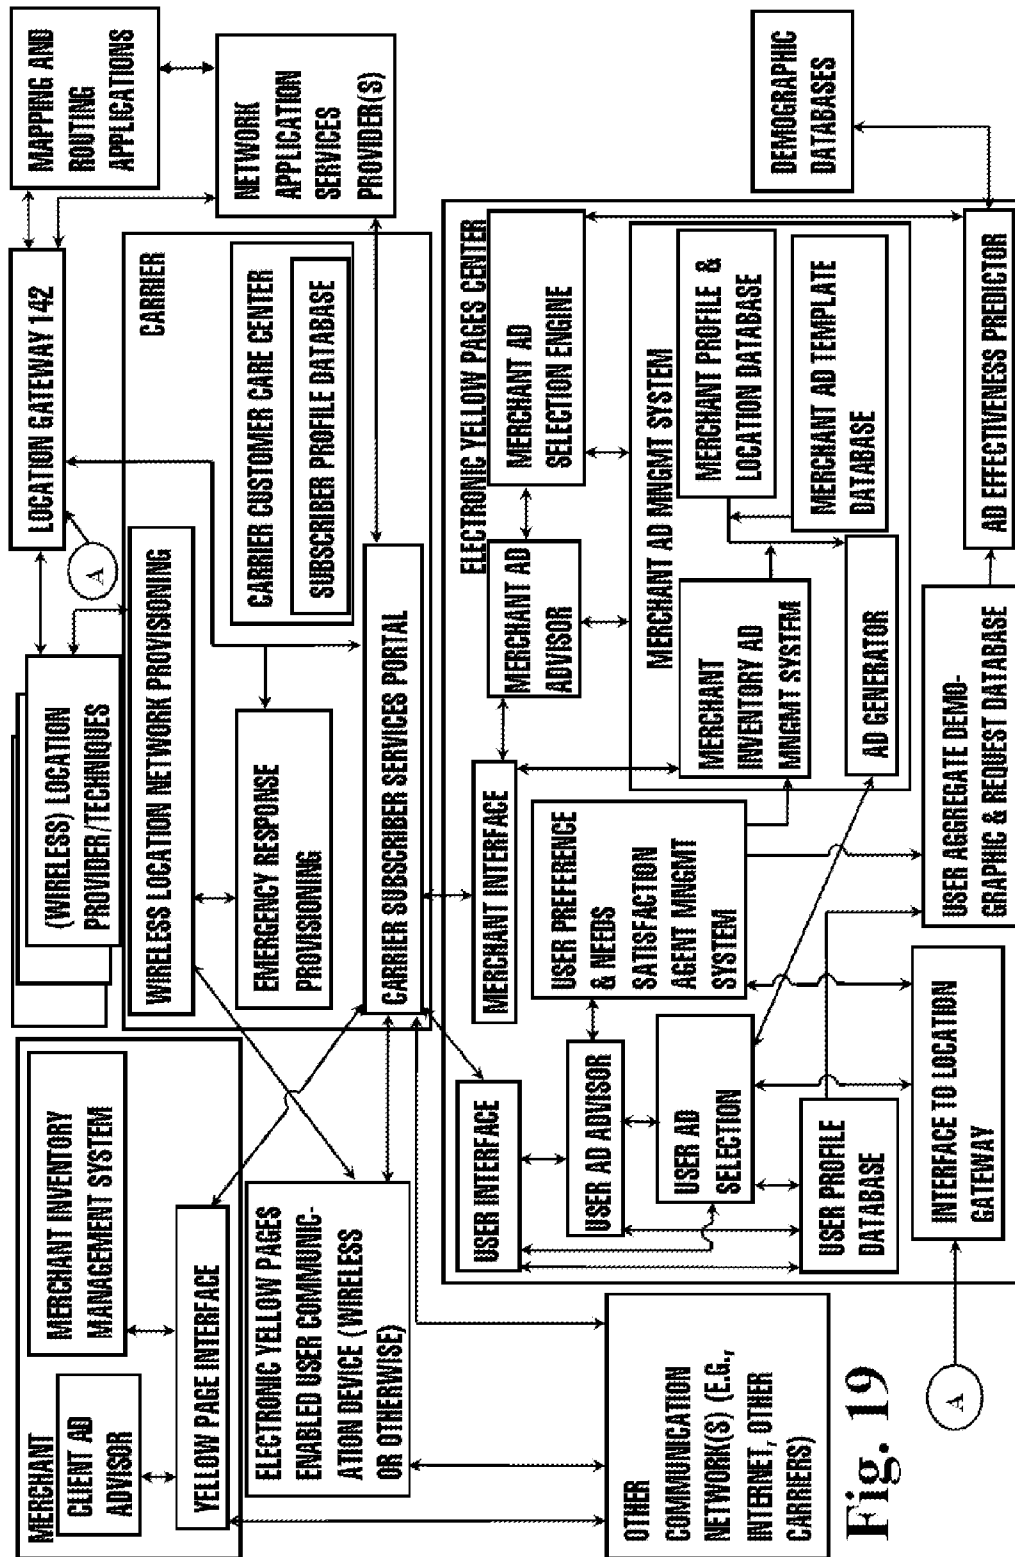 MERCHANT
CLIENT AD
ADVISOR
MERCHANT INVENTORY
MANAGEMENT SYSTEM
YELLOW PAGE INTERFACE
ELECTRONIC YELLOW PAGES
ENABLED USER COMMUNIC-
ATION DEVICE (WIRELESS
OR OTHERWISE)
OTHER
COMMUNICATION
NETWORK(S) (E.G.,
INTERNET, OTHER
CARRIERS)
(WIRELESS) LOCATION
PROVIDER/TECHNIQUES
A
LOCATION GATEWAY 142
MAPPING AND
ROUTING
APPLICATIONS
NETWORK
APPLICATION
SERVICES
PROVIDER(S)
CARRIER
WIRELESS LOCATION NETWORK PROVISIONING
EMERGENCY RESPONSE
PROVISIONING
CARRIER CUSTOMER CARE CENTER
SUBSCRIBER PROFILE DATABASE
CARRIER SUBSCRIBER SERVICES PORTAL
ELECTRONIC YELLOW PAGES CENTER
USER INTERFACE
MERCHANT INTERFACE
MERCHANT AD
ADVISOR
MERCHANT AD
SELECTION ENGINE
USER AD ADVISOR
USER PREFERENCE
& NEEDS
SATISFACTION
AGENT MNGMT
SYSTEM
USER AD
SELECTION
USER PROFILE
DATABASE
MERCHANT AD MNGMT SYSTEM
MERCHANT
INVENTORY AD
MNGMT SYSTEM
MERCHANT PROFILE &
LOCATION DATABASE
MERCHANT AD TEMPLATE
DATABASE
AD GENERATOR
INTERFACE TO LOCATION
GATEWAY
USER AGGREGATE DEMO-
GRAPHIC & REQUEST DATABASE
AD EFFECTIVENESS PREDICTOR
DEMOGRAPHIC
DATABASES
A
Fig. 19